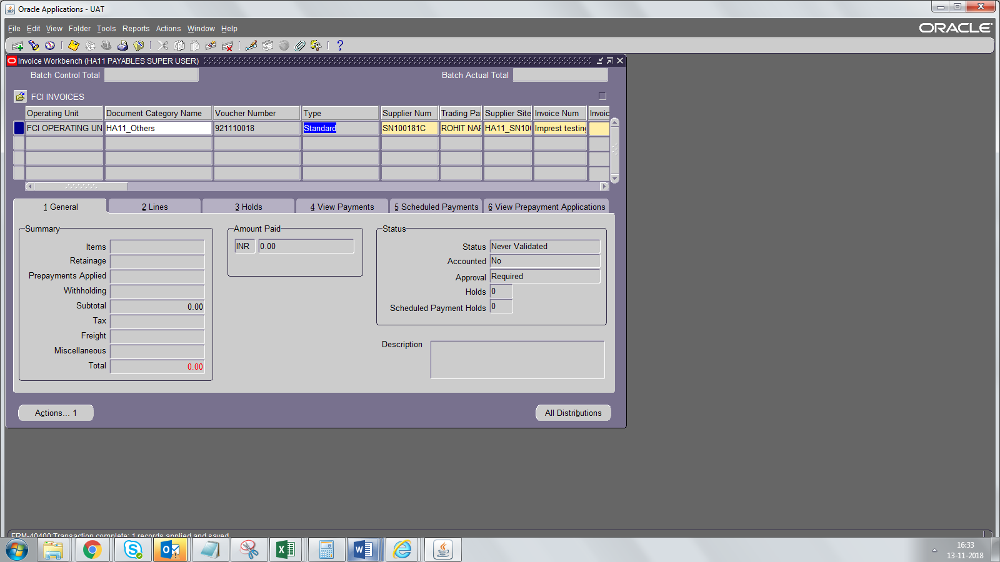 Oracle Applications - UAT
File Edit View Folder Tools Reports Actions Window Help
ORACLE
Invoice Workbench (HA11 PAYABLES SUPER USER)
Batch Control Total Batch Actual Total
FCI INVOICES
Operating Unit Document Category Name Voucher Number Type Supplier Num Trading Pa Supplier Site Invoice Num Invoic
FCI OPERATING UN HA11_Others 921110018 Standard SN100181C ROHIT NAR HA11_SN10 Imprest testing
1 General 2 Lines 3 Holds 4 View Payments 5 Scheduled Payments 6 View Prepayment Applications
Summary
Items
Retainage
Prepayments Applied
Withholding
Subtotal 0.00
Tax
Freight
Miscellaneous
Total 0.00
Amount Paid
INR 0.00
Status
Status Never Validated
Accounted No
Approval Required
Holds 0
Scheduled Payment Holds 0
Description
Actions... 1
All Distributions
FRM-40400:Transaction complete: 1 records applied and saved
16:33
13-11-2018